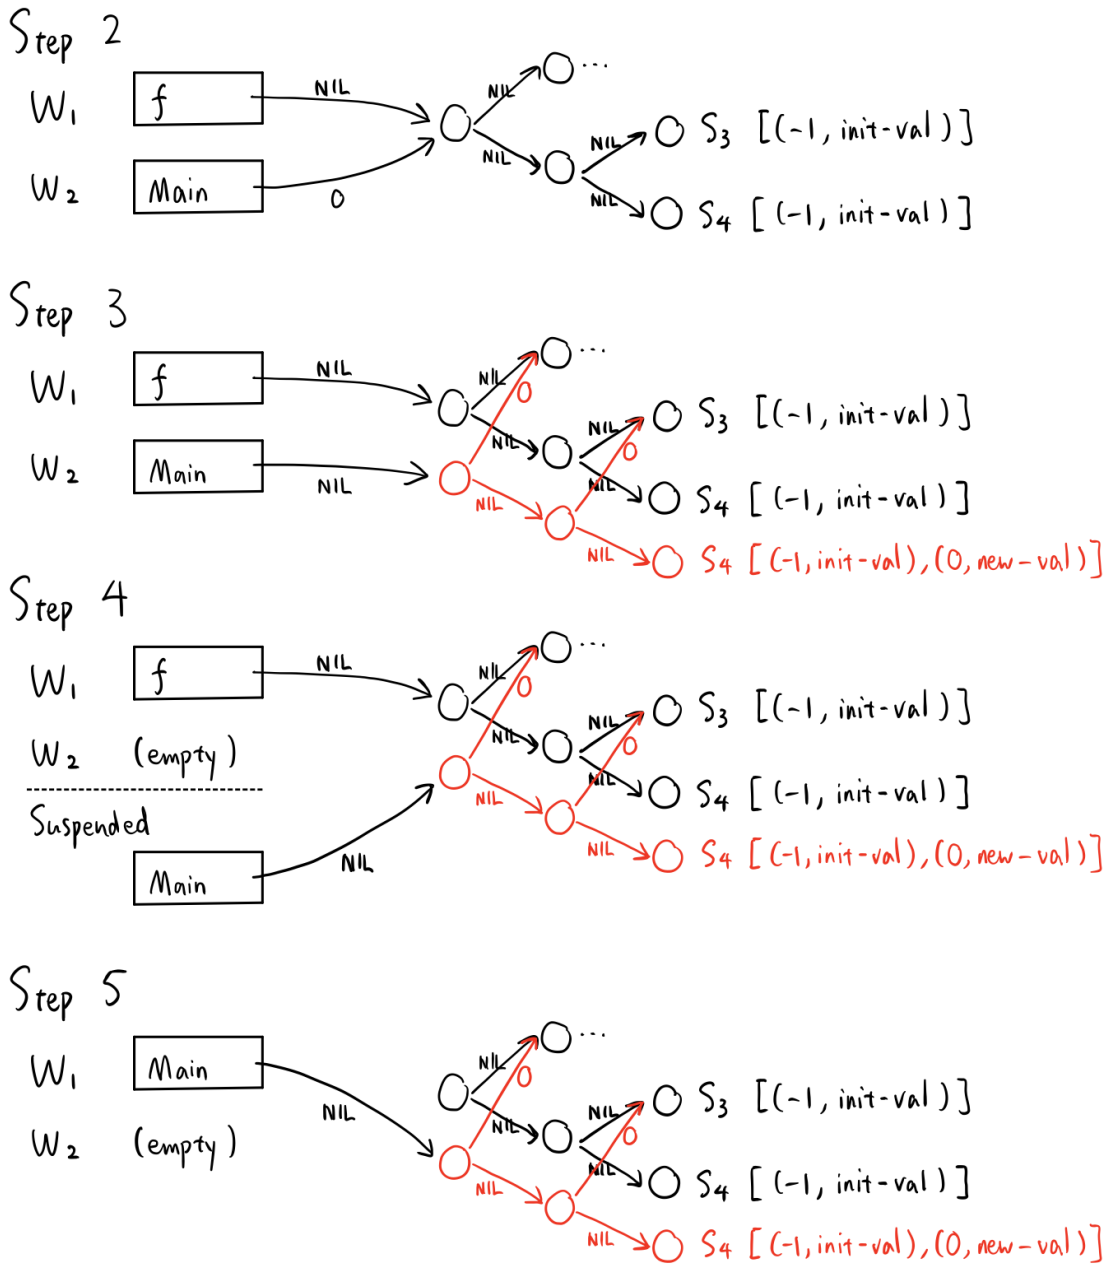 Step 2
NIL ...
W1 f NIL
NIL S3 [(-1, init-val)]
NIL
W2 Main 0
NIL S4 [(-1, init-val)]
Step 3
...
W1 f NIL
NIL 0
NIL S3 [(-1, init-val)]
NIL 0
W2 Main NIL
NIL S4 [(-1, init-val)]
NIL
NIL S4 [(-1, init-val), (0, new-val)]
Step 4
...
W1 f NIL
NIL 0
NIL S3 [(-1, init-val)]
NIL 0
W2 (empty)
NIL S4 [(-1, init-val)]
NIL
Suspended
NIL S4 [(-1, init-val), (0, new-val)]
Main NIL
Step 5
...
W1 Main NIL
NIL 0
NIL S3 [(-1, init-val)]
NIL 0
W2 (empty)
NIL S4 [(-1, init-val)]
NIL
NIL S4 [(-1, init-val), (0, new-val)]